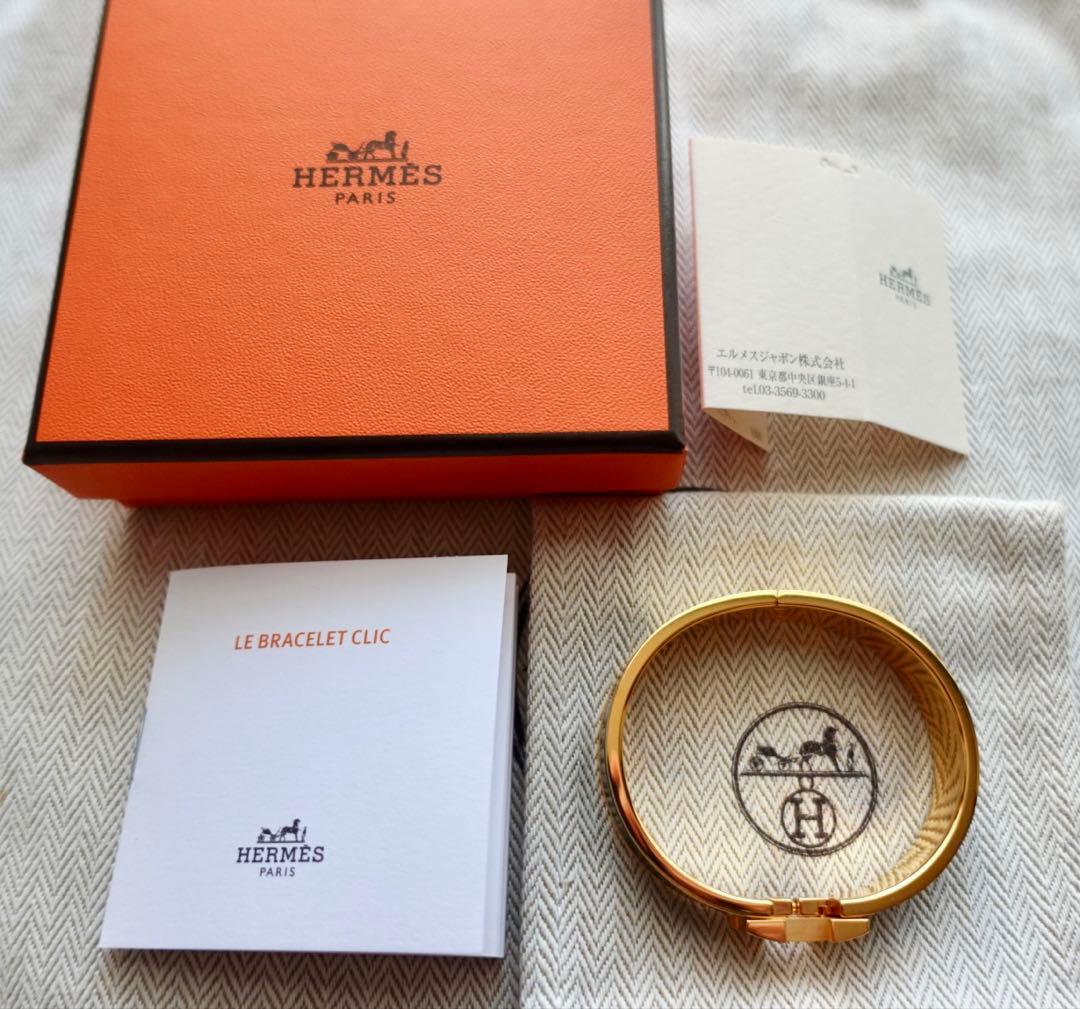 HERMÈS
PARIS
HERMÈS
PARIS
エルメスジャポン株式会社
〒104-0061 東京都中央区銀座5-4-1
tel.03-3569-3300
LE BRACELET CLIC
HERMÈS
PARIS
H